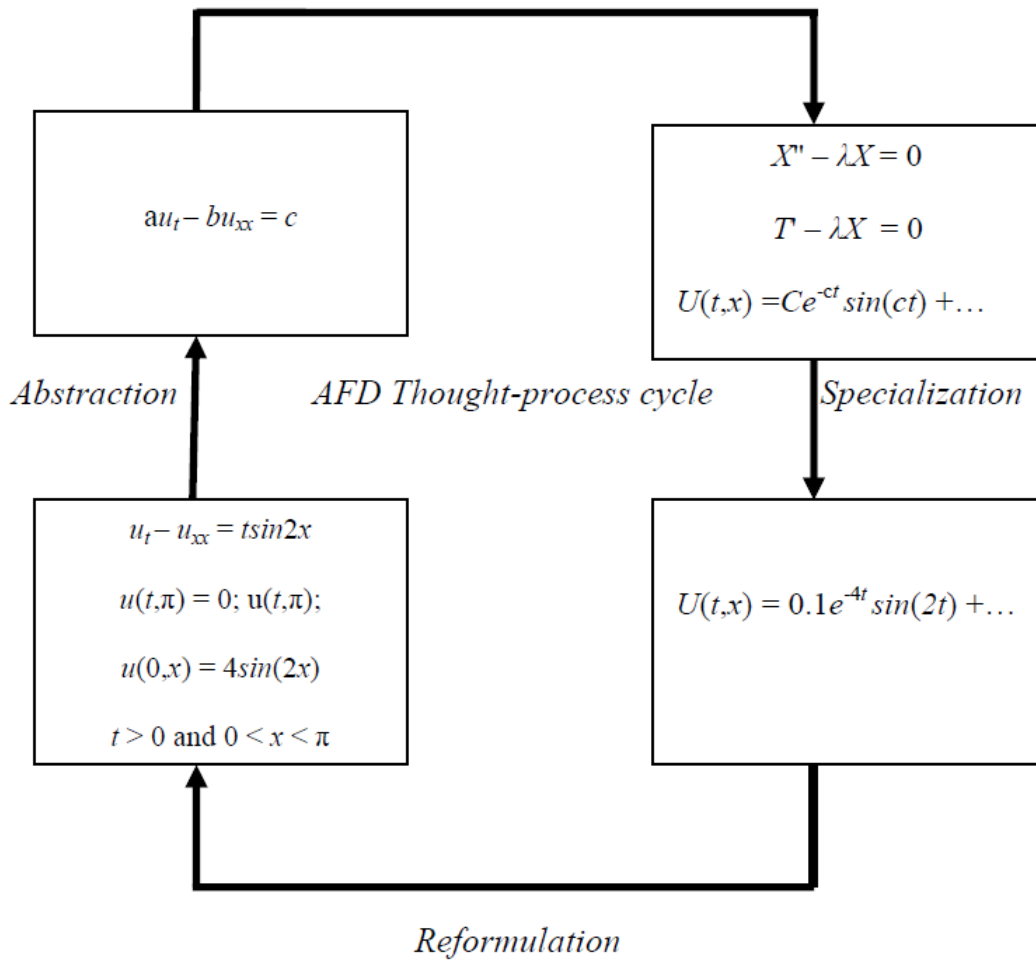 au_t – bu_xx = c
X" – λX = 0
T' – λX = 0
U(t,x) =Ce^-ct sin(ct) +…
Abstraction
AFD Thought-process cycle
Specialization
u_t – u_xx = tsin2x
u(t,π) = 0; u(t,π);
u(0,x) = 4sin(2x)
t > 0 and 0 < x < π
U(t,x) = 0.1e^-4t sin(2t) +…
Reformulation